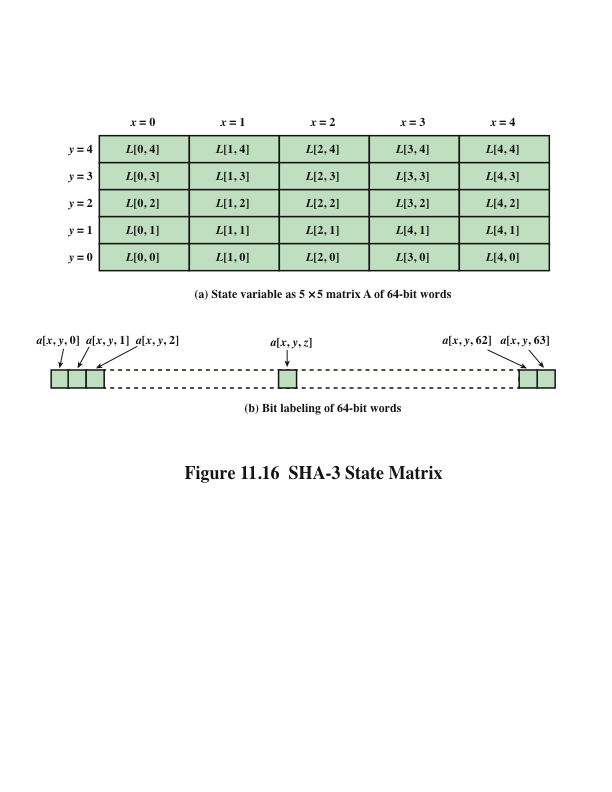 x = 0 x = 1 x = 2 x = 3 x = 4
y = 4 L[0, 4] L[1, 4] L[2, 4] L[3, 4] L[4, 4]
y = 3 L[0, 3] L[1, 3] L[2, 3] L[3, 3] L[4, 3]
y = 2 L[0, 2] L[1, 2] L[2, 2] L[3, 2] L[4, 2]
y = 1 L[0, 1] L[1, 1] L[2, 1] L[4, 1] L[4, 1]
y = 0 L[0, 0] L[1, 0] L[2, 0] L[3, 0] L[4, 0]
(a) State variable as 5 × 5 matrix A of 64-bit words
a[x, y, 0] a[x, y, 1] a[x, y, 2] a[x, y, z] a[x, y, 62] a[x, y, 63]
(b) Bit labeling of 64-bit words
Figure 11.16 SHA-3 State Matrix